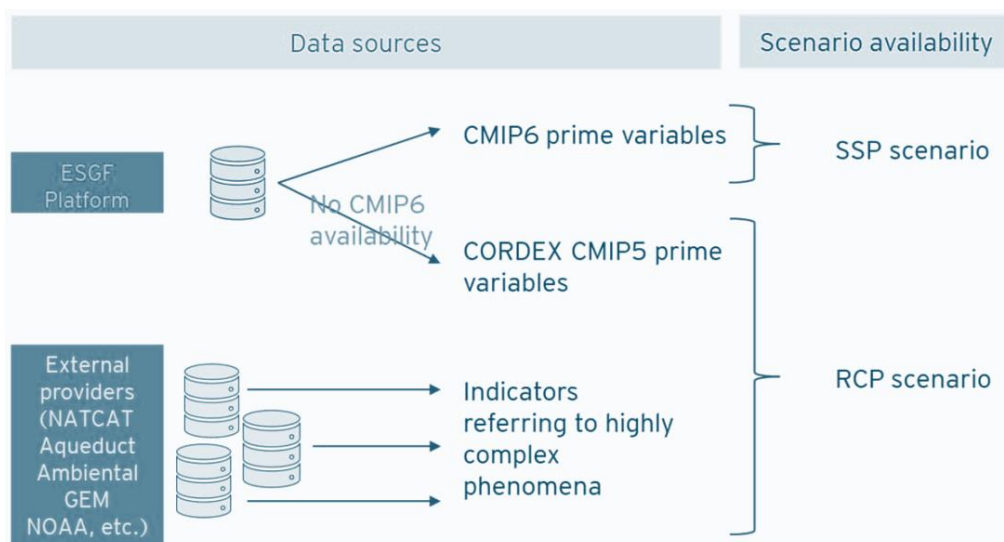 Data sources
Scenario availability
ESGF
Platform
No CMIP6
availability
CMIP6 prime variables
SSP scenario
CORDEX CMIP5 prime
variables
External
providers
(NATCAT
Aqueduct
Ambiental
GEM
NOAA, etc.)
Indicators
referring to highly
complex
phenomena
RCP scenario